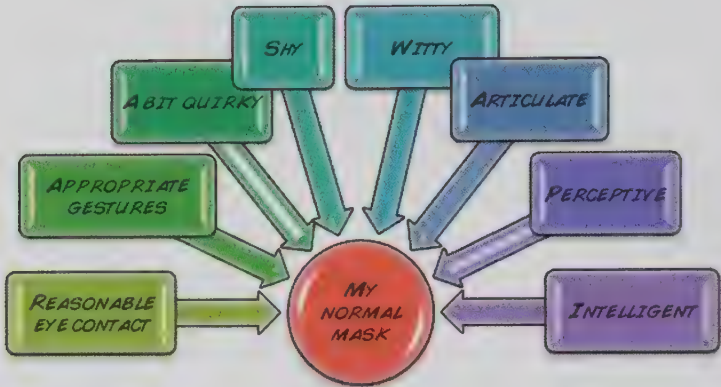 SHY
WITTY
A BIT QUIRKY
ARTICULATE
APPROPRIATE
GESTURES
PERCEPTIVE
REASONABLE
EYE CONTACT
MY
NORMAL
MASK
INTELLIGENT